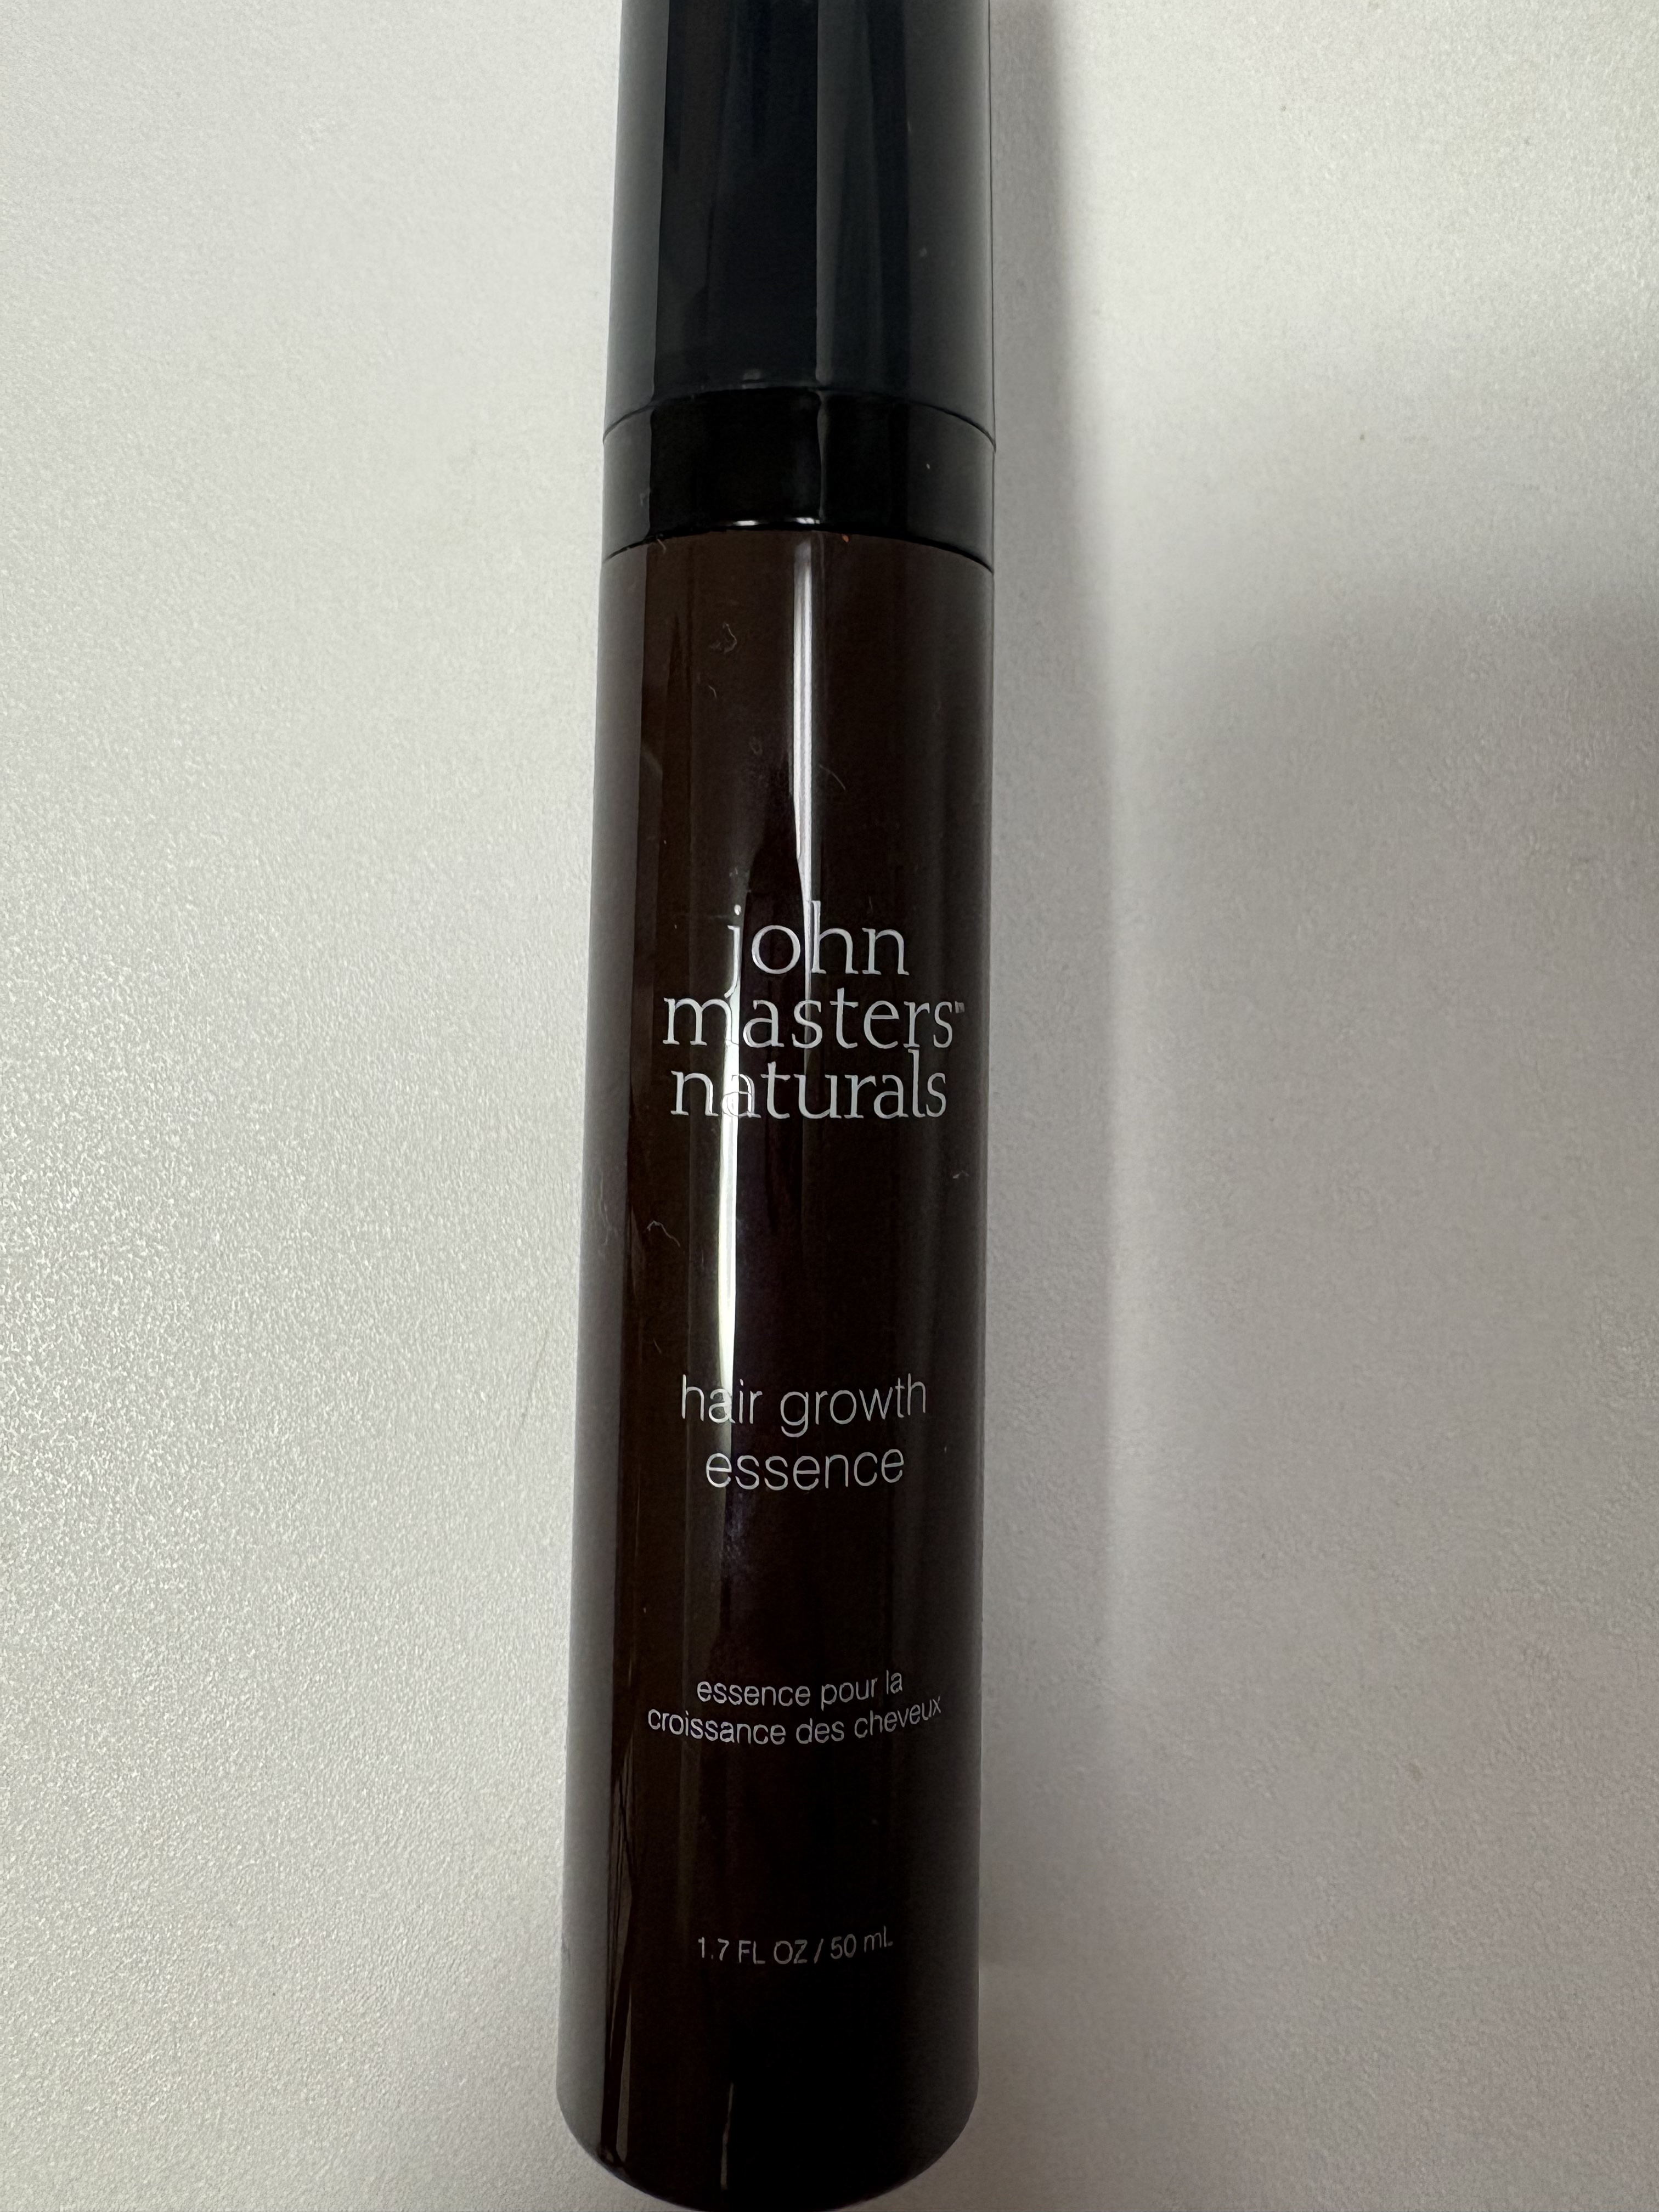 john
masters™
naturals
hair growth
essence
essence pour la
croissance des cheveux
1.7 FL OZ / 50 mL